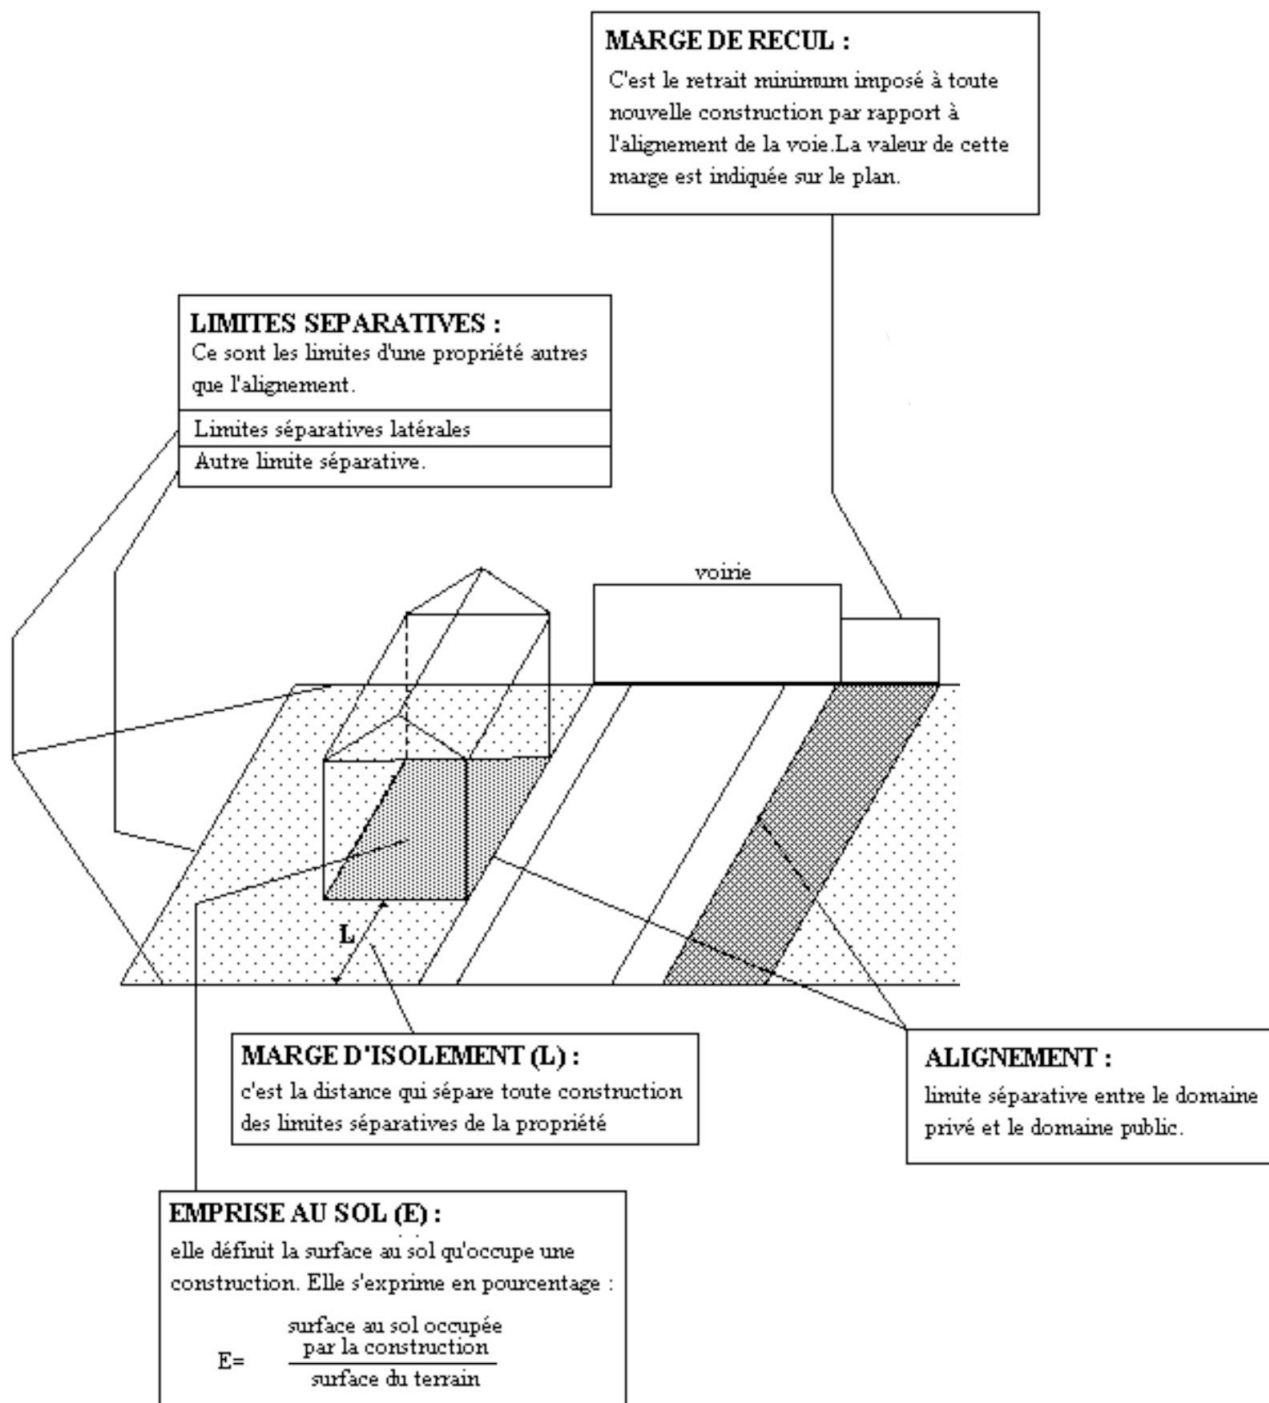 MARGE DE RECUL :
C'est le retrait minimum imposé à toute
nouvelle construction par rapport à
l'alignement de la voie.La valeur de cette
marge est indiquée sur le plan.
LIMITES SEPARATIVES :
Ce sont les limites d'une propriété autres
que l'alignement.
Limites séparatives latérales
Autre limite séparative.
voirie
L
MARGE D'ISOLEMENT (L) :
c'est la distance qui sépare toute construction
des limites séparatives de la propriété
ALIGNEMENT :
limite séparative entre le domaine
privé et le domaine public.
EMPRISE AU SOL (E) :
elle définit la surface au sol qu'occupe une
construction. Elle s'exprime en pourcentage :
surface au sol occupée
par la construction
E=
surface du terrain